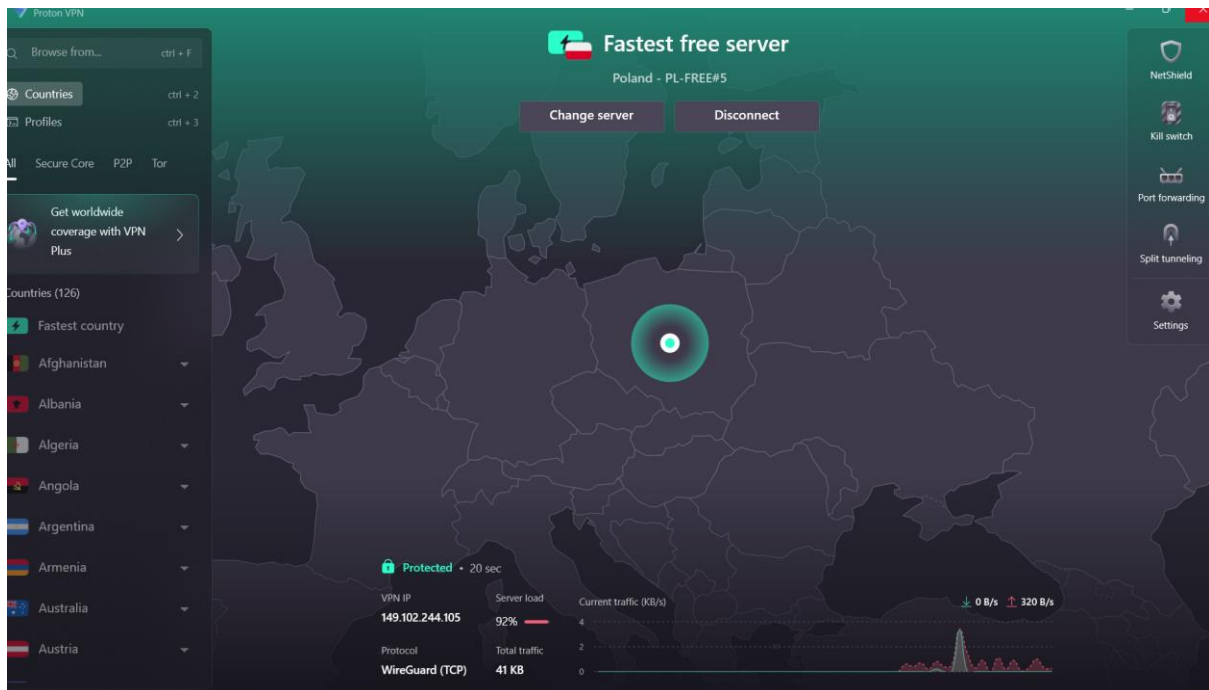 Proton VPN
Browse from...
ctrl + F
Countries
ctrl + 2
Profiles
ctrl + 3
All
Secure Core
P2P
Tor
Get worldwide
coverage with VPN
Plus
Countries (126)
Fastest country
Afghanistan
Albania
Algeria
Angola
Argentina
Armenia
Australia
Austria
Fastest free server
Poland - PL-FREE#5
Change server
Disconnect
Protected • 20 sec
VPN IP
149.102.244.105
Server load
92%
Protocol
WireGuard (TCP)
Total traffic
41 KB
Current traffic (KB/s)
0 B/s
320 B/s
4
2
0
NetShield
Kill switch
Port forwarding
Split tunneling
Settings